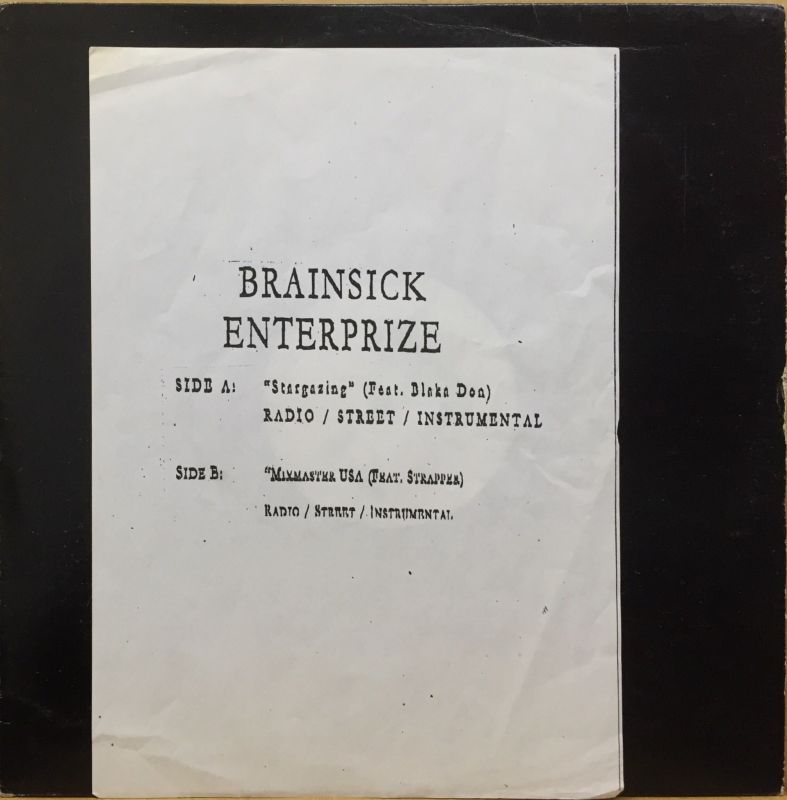 BRAINSICK
ENTERPRIZE
SIDE A: "Stargazing" (Feat. Blaka Don)
RADIO / STREET / INSTRUMENTAL
SIDE B: "MIXMASTER USA (FEAT. STRAPPER)
RADIO / STREET / INSTRUMENTAL